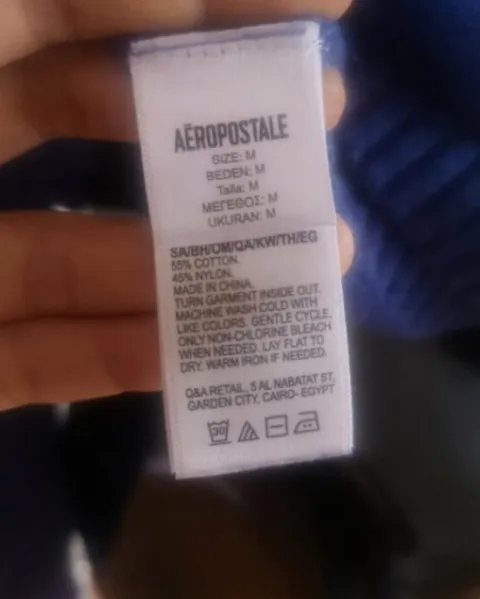 AÉROPOSTALE
SIZE: M
BEDEN: M
Talla: M
ΜΕΓΕΘΟΣ: M
UKURAN: M
SA/BH/OM/QA/KW/TH/EG
55% COTTON.
45% NYLON.
MADE IN CHINA.
TURN GARMENT INSIDE OUT.
MACHINE WASH COLD WITH
LIKE COLORS. GENTLE CYCLE.
ONLY NON-CHLORINE BLEACH
WHEN NEEDED. LAY FLAT TO
DRY. WARM IRON IF NEEDED.
Q&A RETAIL, 5 AL NABATAT ST,
GARDEN CITY, CAIRO- EGYPT
30